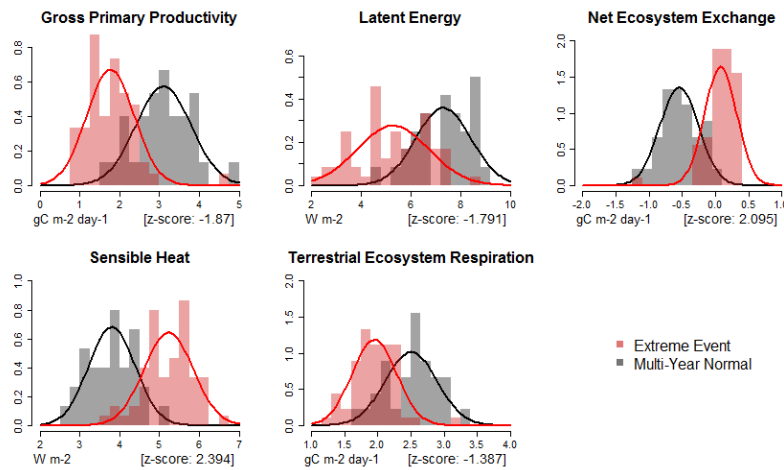 Gross Primary Productivity
0.0 0.2 0.4 0.6 0.8
0 1 2 3 4 5
gC m-2 day-1 [z-score: -1.87]
Latent Energy
0.0 0.2 0.4 0.6
2 4 6 8 10
W m-2 [z-score: -1.791]
Net Ecosystem Exchange
0.0 0.5 1.0 1.5 2.0
-2.0 -1.5 -1.0 -0.5 0.0 0.5 1.0
gC m-2 day-1 [z-score: 2.095]
Sensible Heat
0.0 0.2 0.4 0.6 0.8 1.0
2 3 4 5 6 7
W m-2 [z-score: 2.394]
Terrestrial Ecosystem Respiration
0.0 0.5 1.0 1.5 2.0
1.0 1.5 2.0 2.5 3.0 3.5 4.0
gC m-2 day-1 [z-score: -1.387]
Extreme Event
Multi-Year Normal